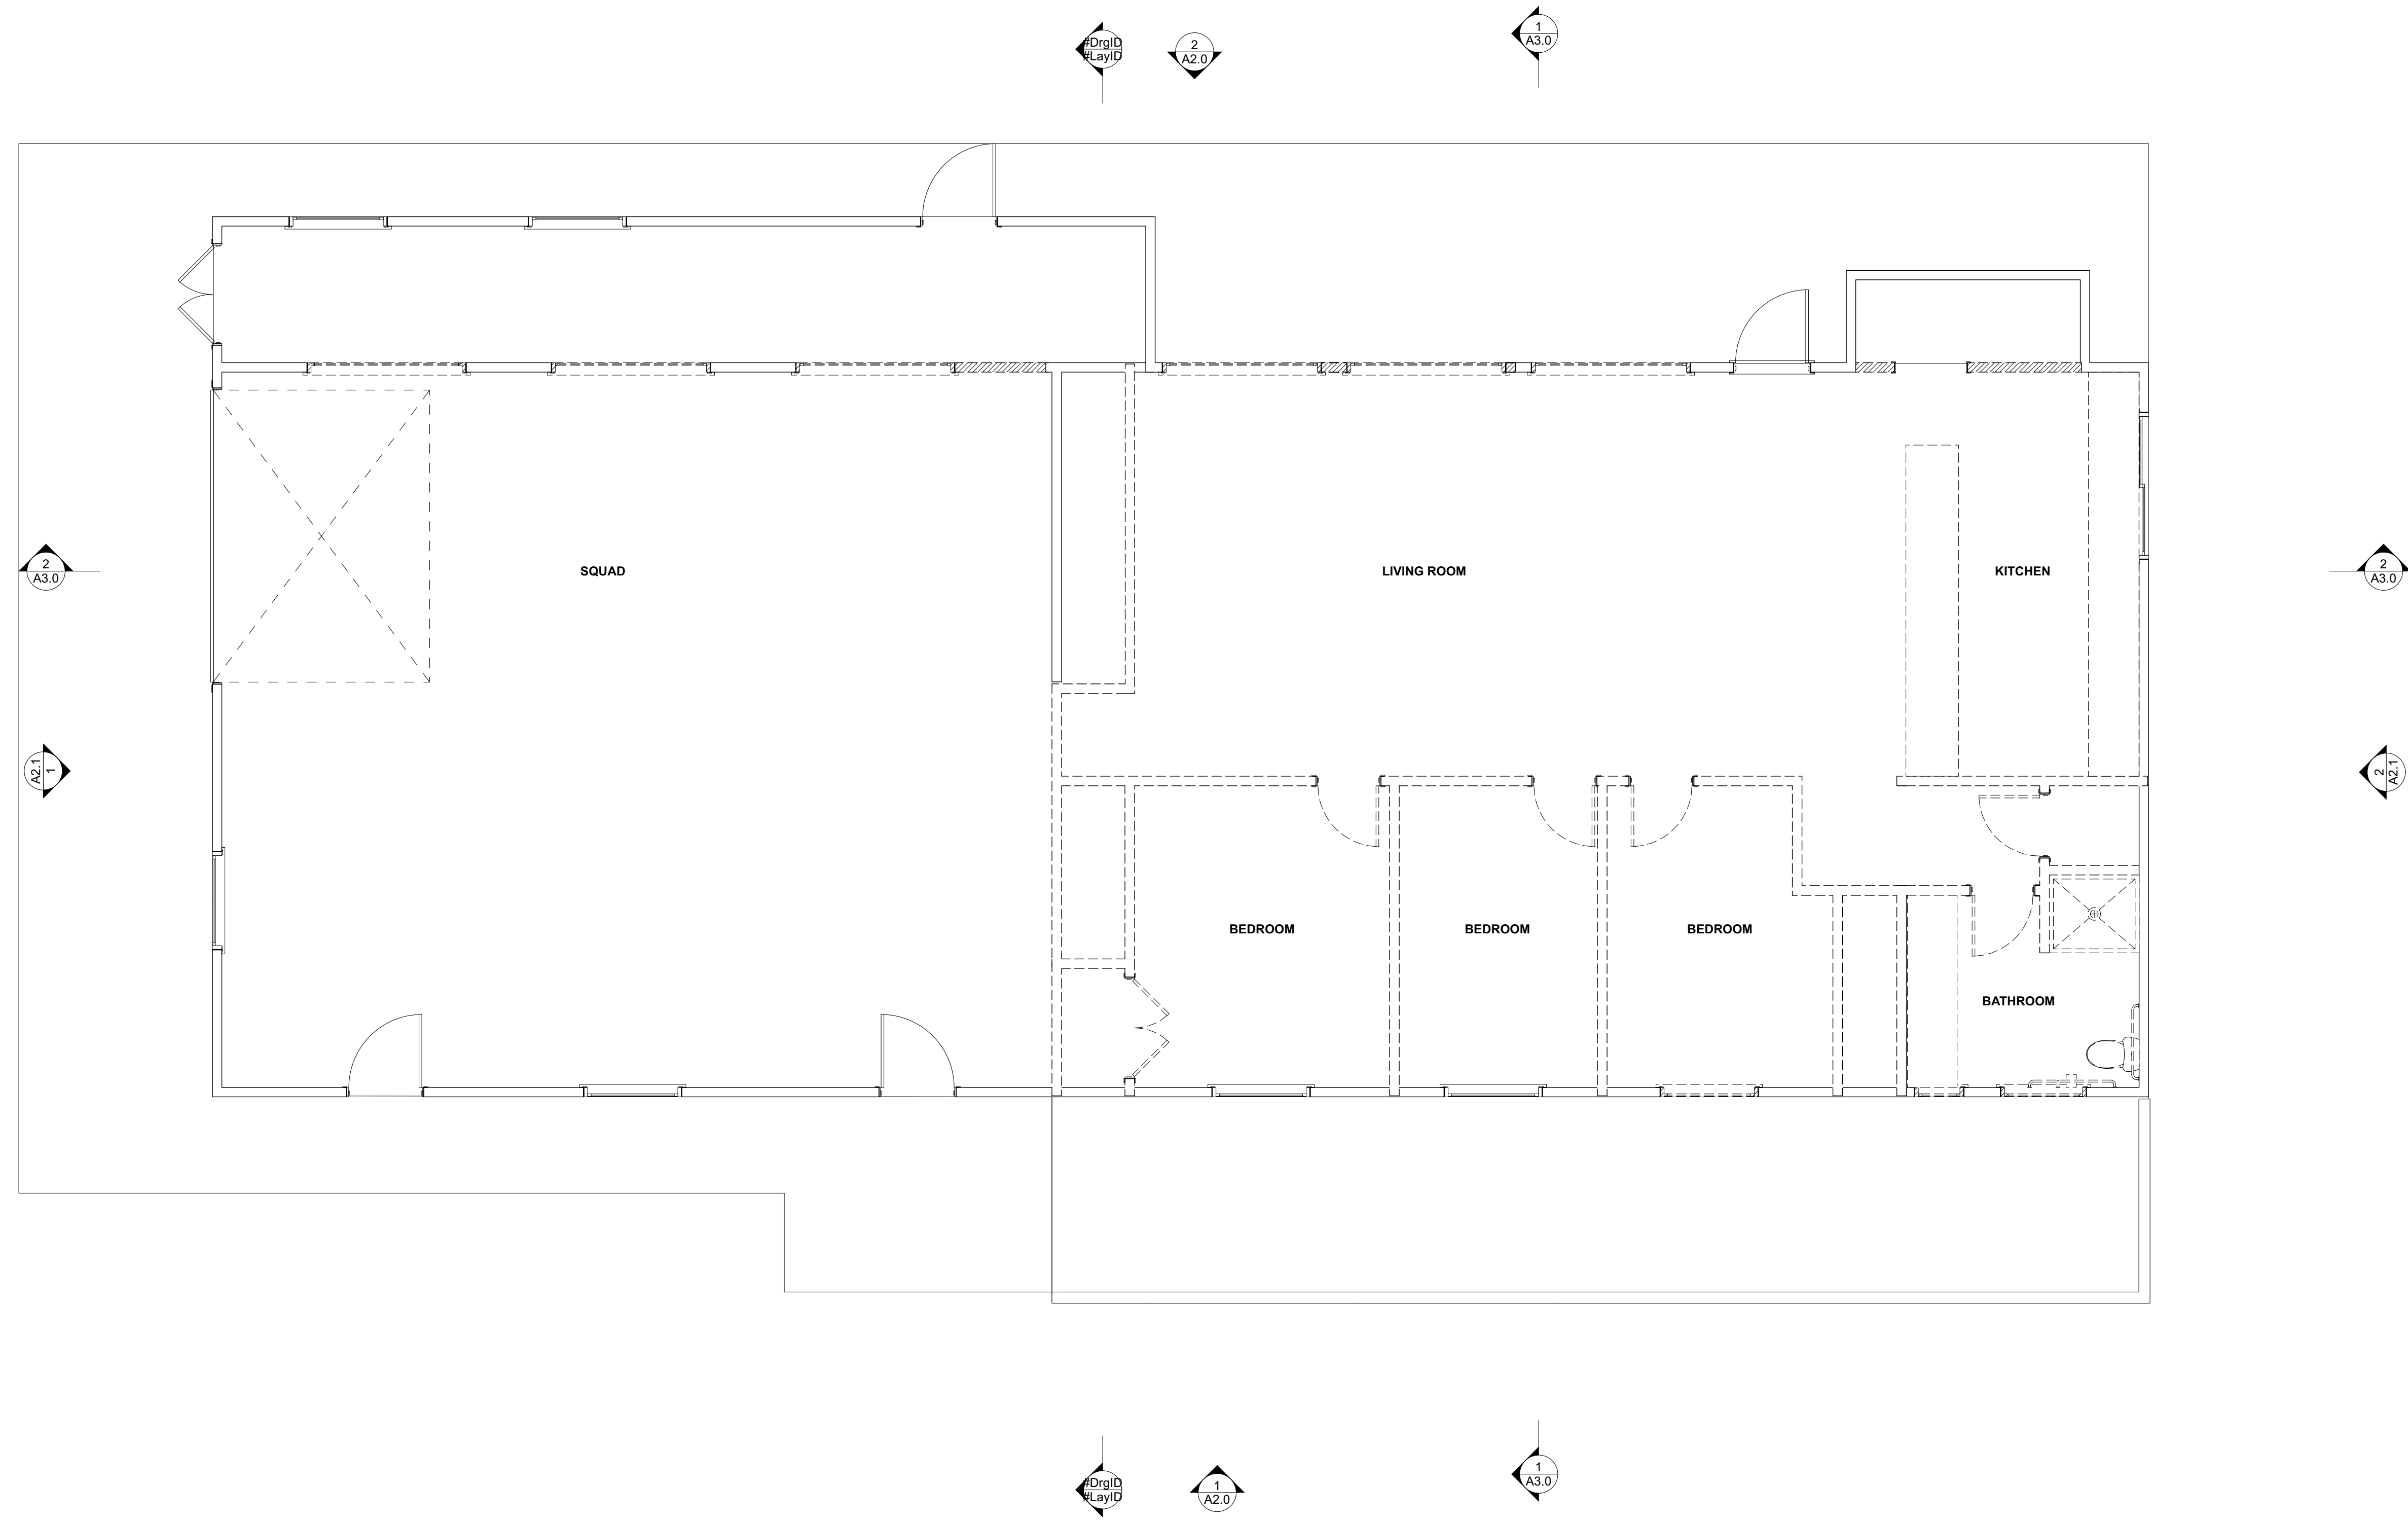 1
A3.0
#DrgID
#LayID
2
A2.0
2
A3.0
SQUAD
LIVING ROOM
KITCHEN
2
A3.0
A2.1
1
2
A2.1
BEDROOM
BEDROOM
BEDROOM
BATHROOM
1
A3.0
#DrgID
#LayID
1
A2.0